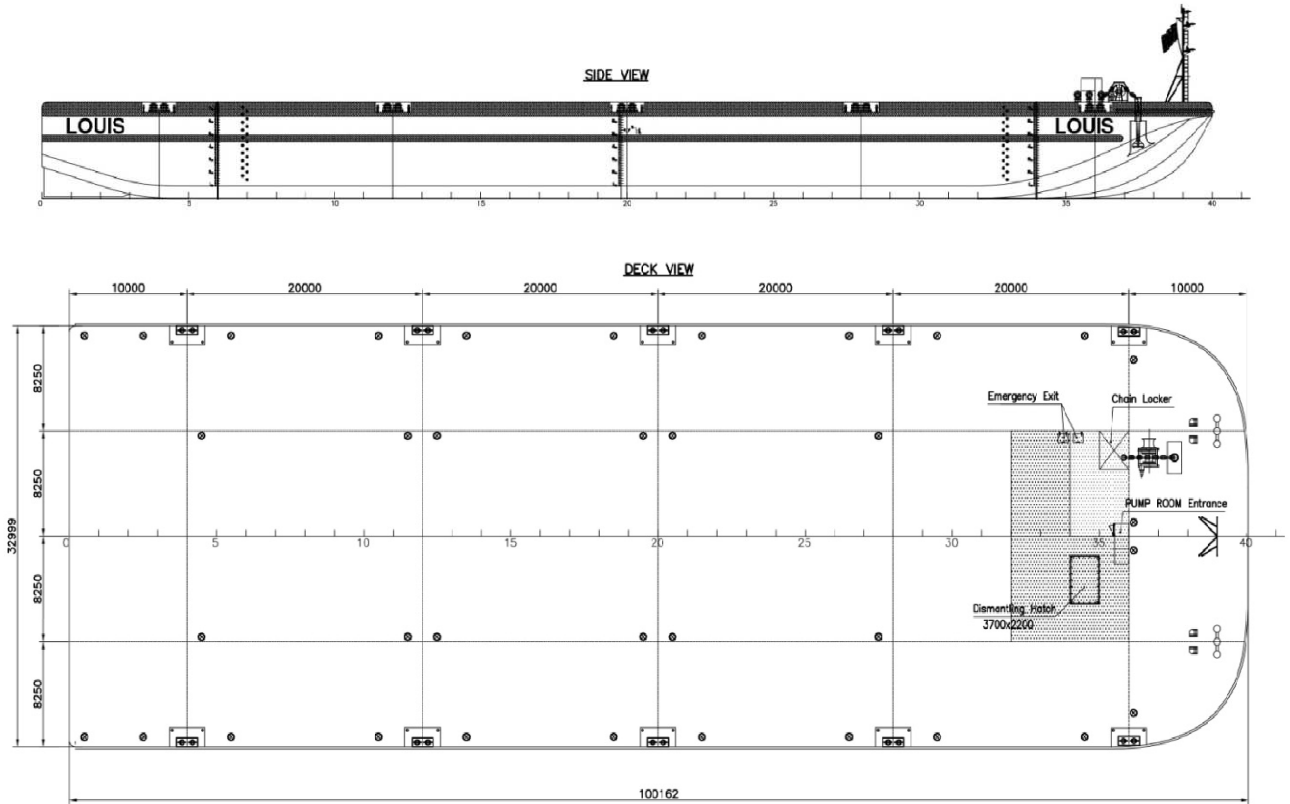 SIDE VIEW
LOUIS
LOUIS
0 5 10 15 20 25 30 35 40
DECK VIEW
10000 20000 20000 20000 20000 10000
8250
8250
8250
8250
32999
Emergency Exit
Chain Locker
PUMP ROOM Entrance
0 5 10 15 20 25 30 35 40
Dismantling Hatch
3700x2200
100162